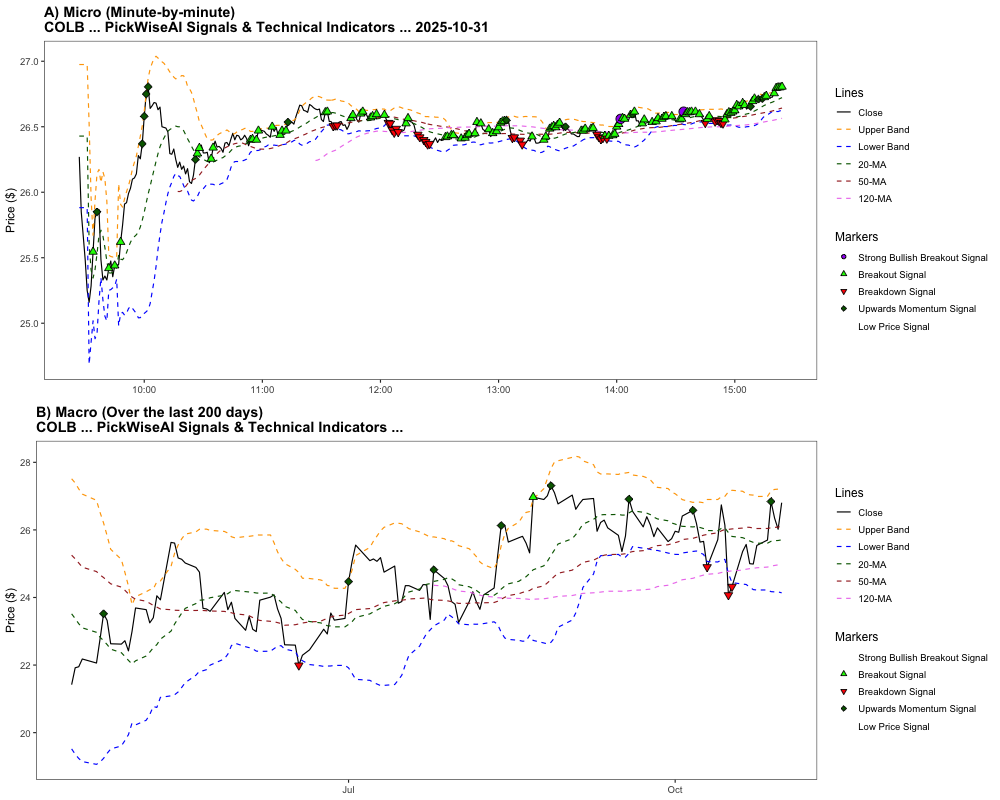 A) Micro (Minute-by-minute)
COLB ... PickWiseAI Signals & Technical Indicators ... 2025-10-31
Price ($)
27.0
26.5
26.0
25.5
25.0
10:00
11:00
12:00
13:00
14:00
15:00
Lines
Close
Upper Band
Lower Band
20-MA
50-MA
120-MA
Markers
Strong Bullish Breakout Signal
Breakout Signal
Breakdown Signal
Upwards Momentum Signal
Low Price Signal
B) Macro (Over the last 200 days)
COLB ... PickWiseAI Signals & Technical Indicators ...
Price ($)
28
26
24
22
20
Jul
Oct
Lines
Close
Upper Band
Lower Band
20-MA
50-MA
120-MA
Markers
Strong Bullish Breakout Signal
Breakout Signal
Breakdown Signal
Upwards Momentum Signal
Low Price Signal